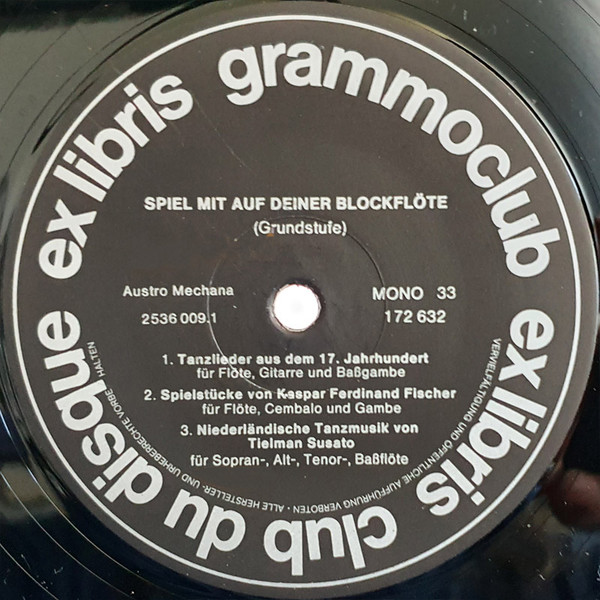 ex libris grammoclub
ex libris club du disque
SPIEL MIT AUF DEINER BLOCKFLÖTE
(Grundstufe)
Austro Mechana
2536 009.1
MONO 33
172 632
1. Tanzlieder aus dem 17. Jahrhundert
für Flöte, Gitarre und Baßgambe
2. Spielstücke von Kaspar Ferdinand Fischer
für Flöte, Cembalo und Gambe
3. Niederländische Tanzmusik von
Tielman Susato
für Sopran-, Alt-, Tenor-, Baßflöte
VERVIELFÄLTIGUNG UND ÖFFENTLICHE AUFFÜHRUNG VERBOTEN · ALLE HERSTELLER- UND URHEBERRECHTE VORBEHALTEN